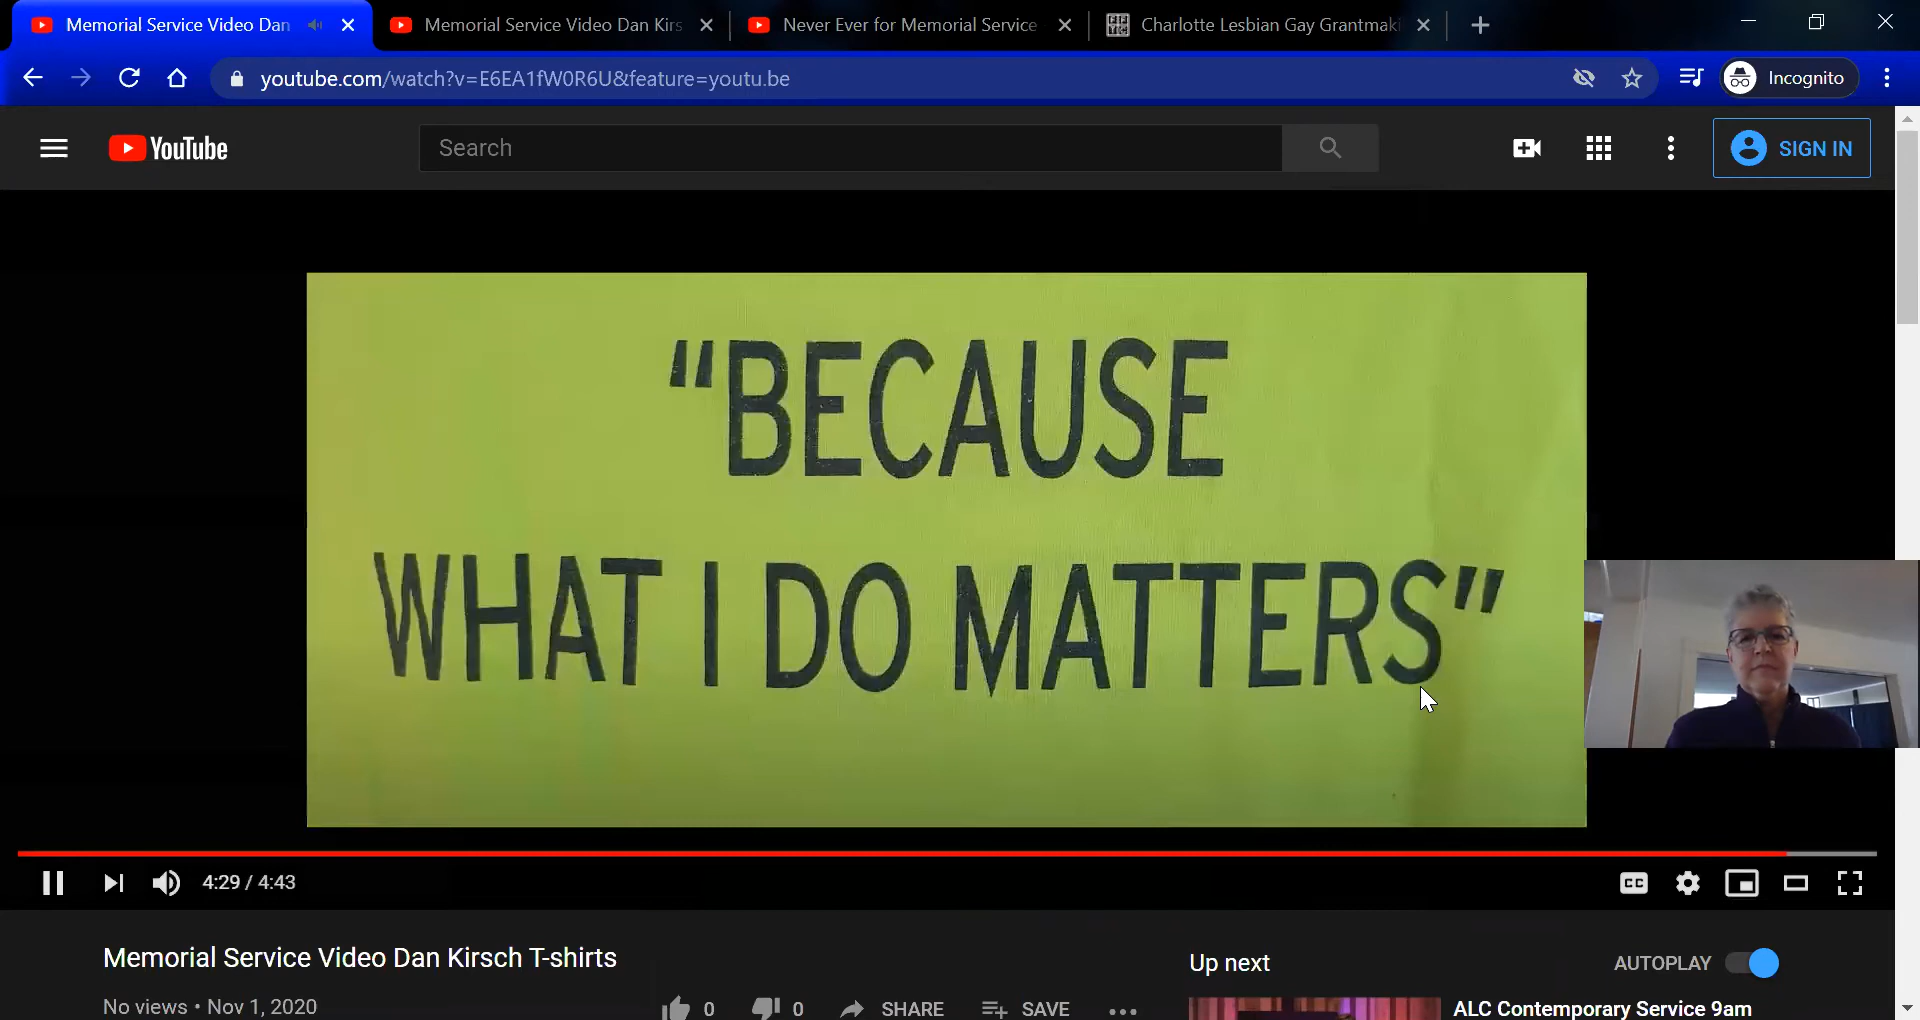 Memorial Service Video Dan
Memorial Service Video Dan Kirs
Never Ever for Memorial Service
Charlotte Lesbian Gay Grantmaki
youtube.com/watch?v=E6EA1fW0R6U&feature=youtu.be
Incognito
YouTube
Search
SIGN IN
"BECAUSE
WHAT I DO MATTERS"
4:29 / 4:43
CC
Memorial Service Video Dan Kirsch T-shirts
No views • Nov 1, 2020
0
0
SHARE
SAVE
Up next
AUTOPLAY
ALC Contemporary Service 9am